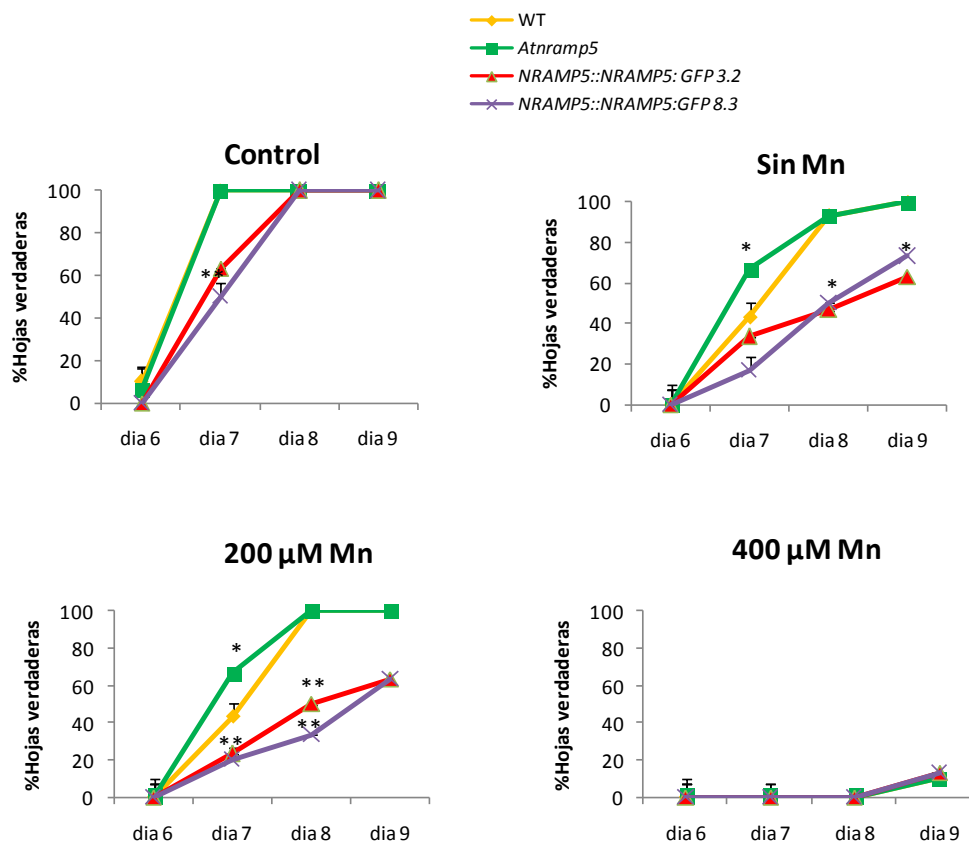 WT
Atnramp5
NRAMP5::NRAMP5: GFP 3.2
NRAMP5::NRAMP5:GFP 8.3
Control
%Hojas verdaderas
100
80
60
40
20
0
**
dia 6
dia 7
dia 8
dia 9
Sin Mn
%Hojas verdaderas
100
80
60
40
20
0
*
*
*
dia 6
dia 7
dia 8
dia 9
200 µM Mn
%Hojas verdaderas
100
80
60
40
20
0
*
**
**
**
dia 6
dia 7
dia 8
dia 9
400 µM Mn
%Hojas verdaderas
100
80
60
40
20
0
dia 6
dia 7
dia 8
dia 9